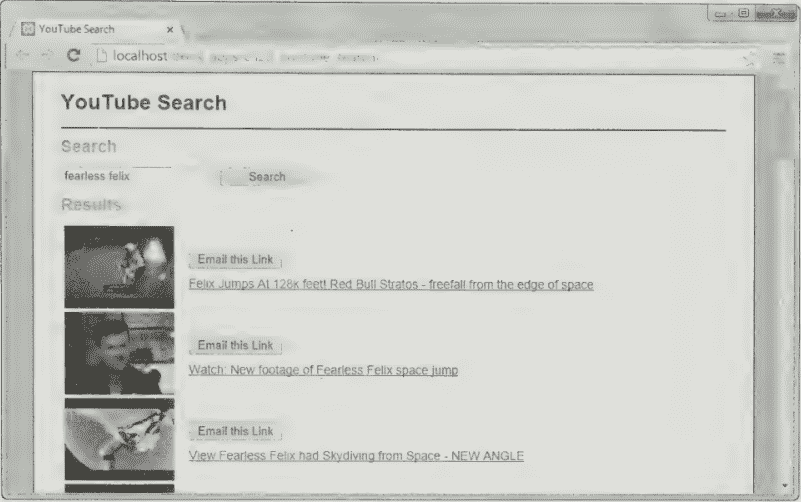 YouTube Search
localhost
YouTube Search
Search
fearless felix
Search
Results
Email this Link
Felix Jumps At 128k feet! Red Bull Stratos - freefall from the edge of space
Email this Link
Watch: New footage of Fearless Felix space jump
Email this Link
View Fearless Felix had Skydiving from Space - NEW ANGLE